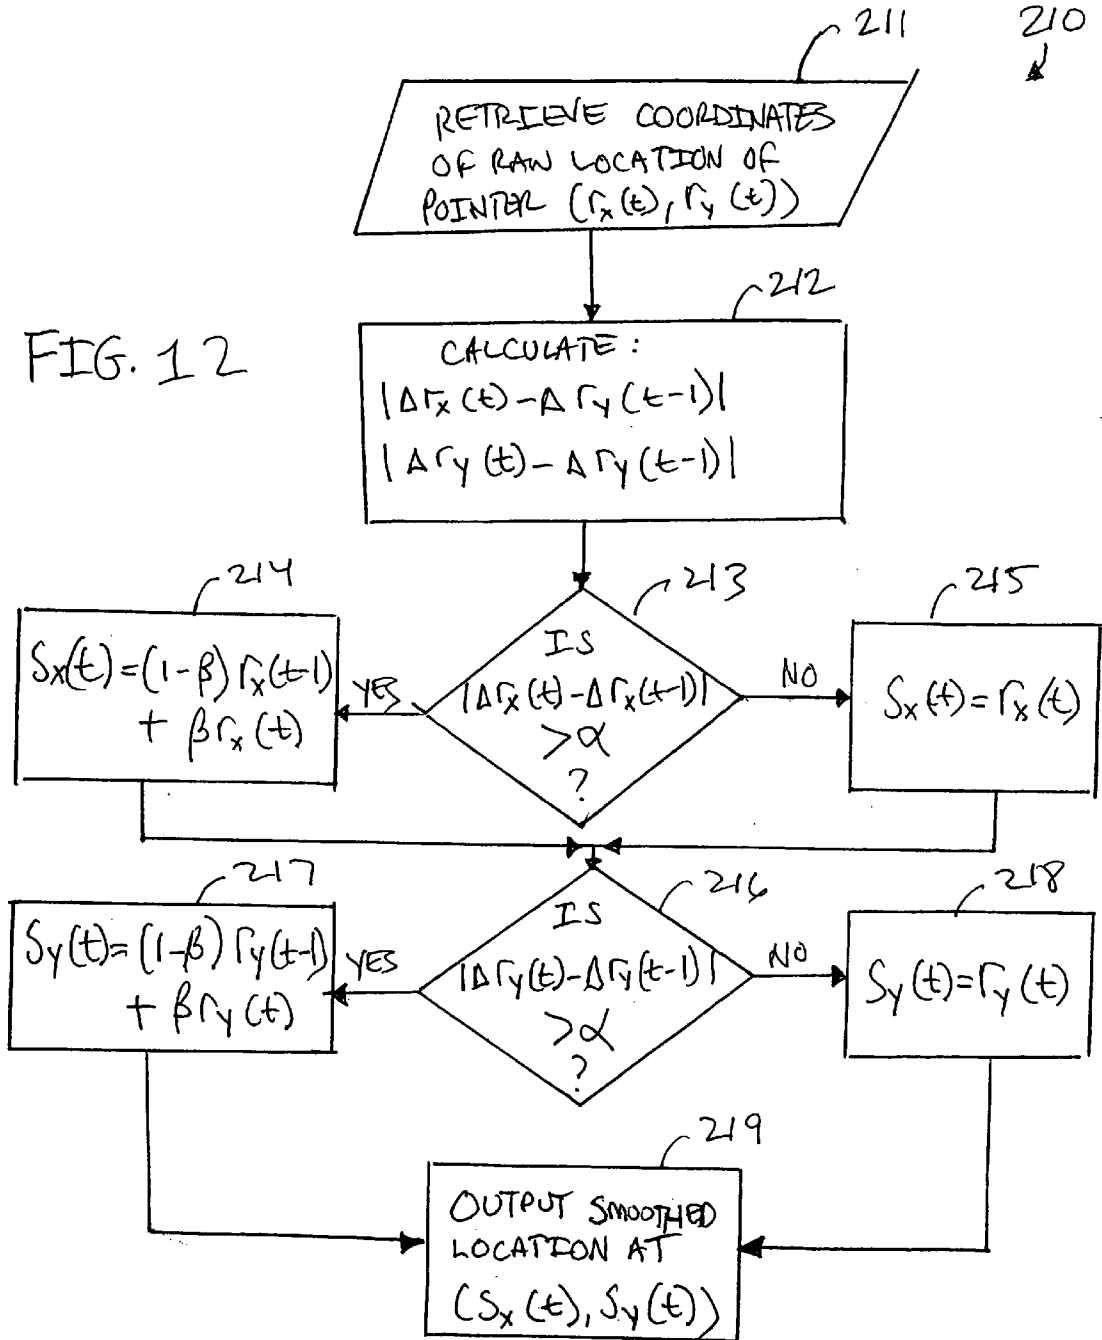 210
211
RETRIEVE COORDINATES
OF RAW LOCATION OF
POINTER (rx(t), ry(t))
212
FIG. 12
CALCULATE:
|Δrx(t)-Δry(t-1)|
|Δry(t)-Δry(t-1)|
213
214
215
IS
|Δrx(t)-Δrx(t-1)|
>α
?
YES
NO
Sx(t)=(1-β)rx(t-1)
+ βrx(t)
Sx(t)=rx(t)
216
217
218
IS
|Δry(t)-Δry(t-1)|
>α
?
YES
NO
Sy(t)=(1-β)ry(t-1)
+ βry(t)
Sy(t)=ry(t)
219
OUTPUT SMOOTHED
LOCATION AT
(Sx(t), Sy(t))